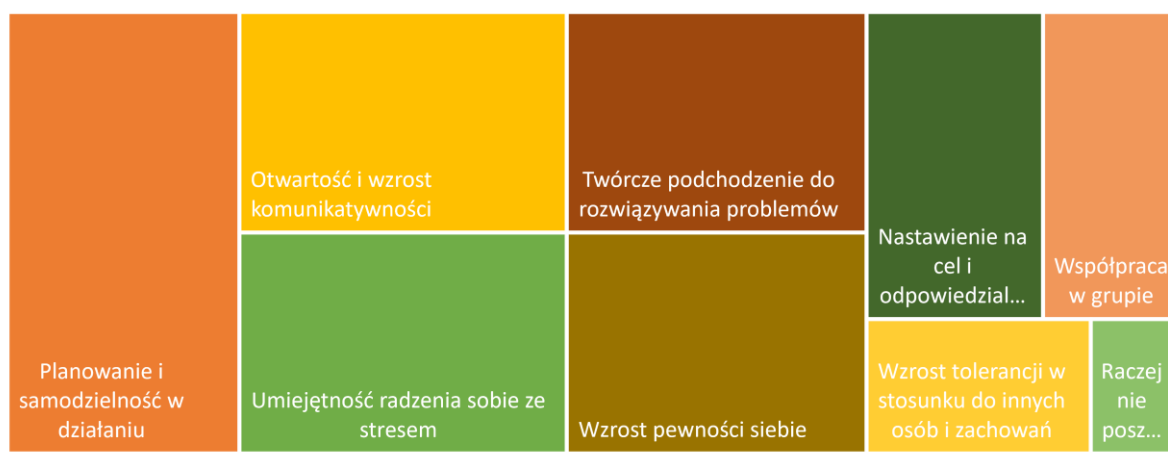 Planowanie i
samodzielność w
działaniu
Otwartość i wzrost
komunikatywności
Umiejętność radzenia sobie ze
stresem
Twórcze podchodzenie do
rozwiązywania problemów
Wzrost pewności siebie
Nastawienie na
cel i
odpowiedzial...
Współpraca
w grupie
Wzrost tolerancji w
stosunku do innych
osób i zachowań
Raczej
nie
posz...